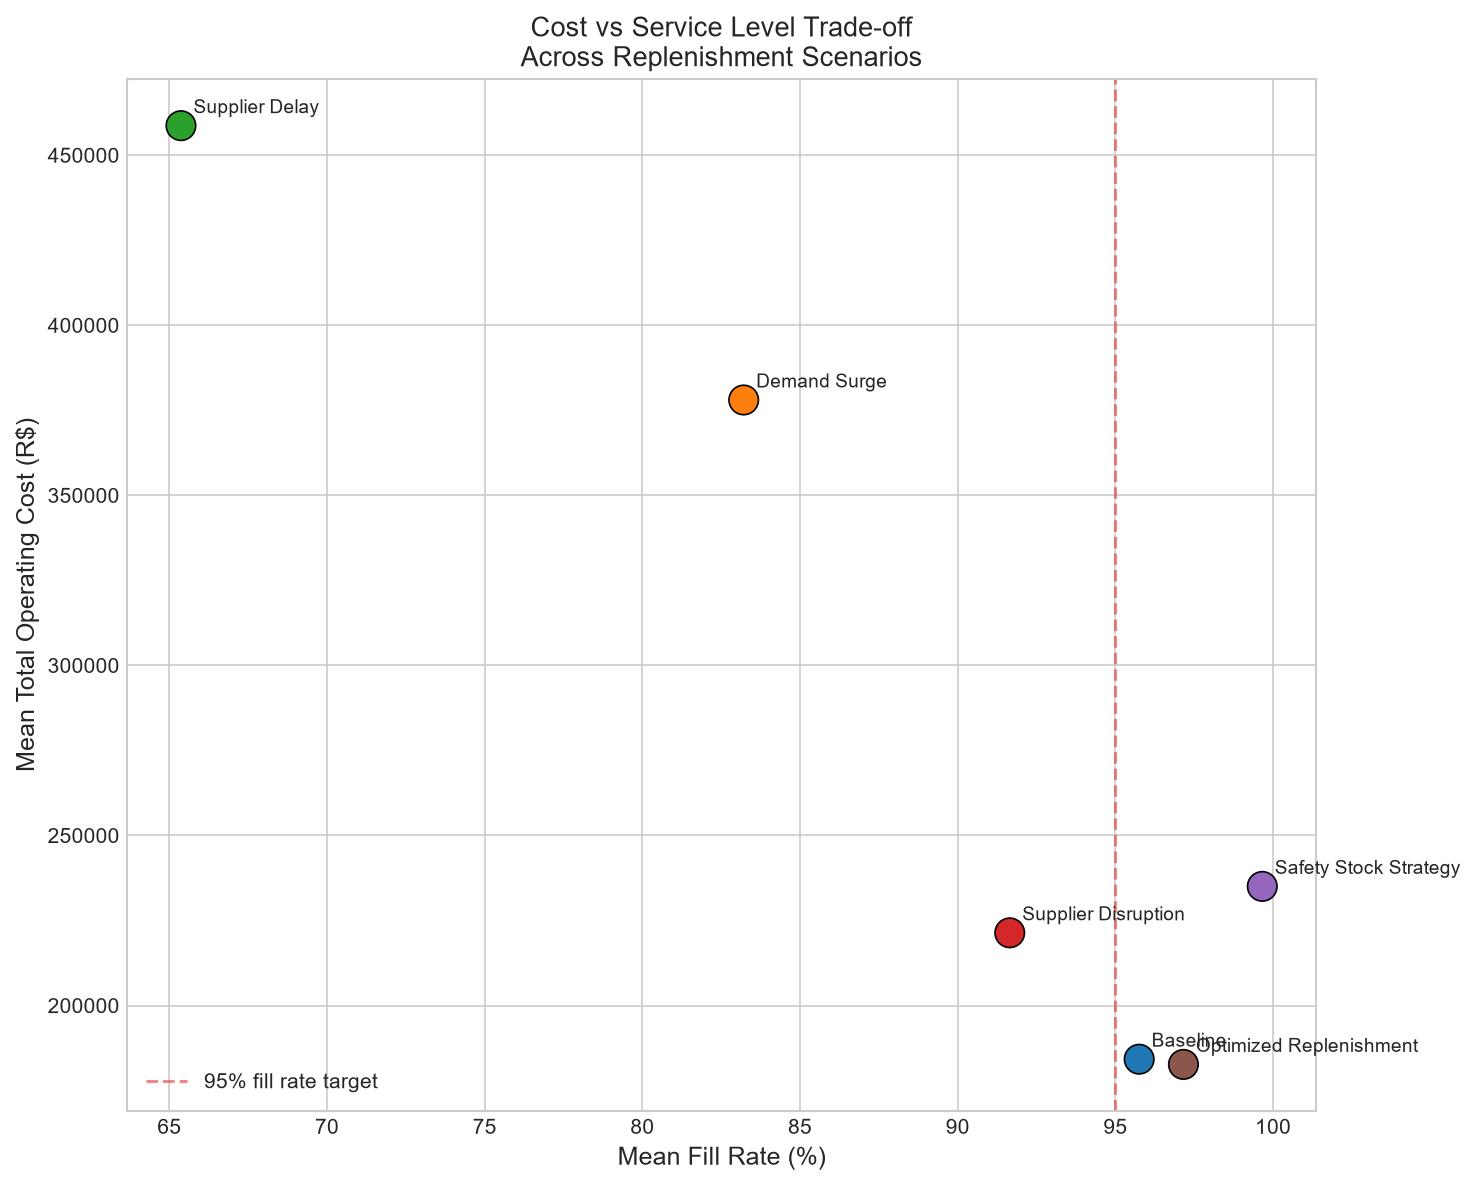 Cost vs Service Level Trade-off
Across Replenishment Scenarios
Supplier Delay
450000
400000
Demand Surge
350000
Mean Total Operating Cost (R$)
300000
250000
Safety Stock Strategy
Supplier Disruption
200000
Baseline
Optimized Replenishment
95% fill rate target
65 70 75 80 85 90 95 100
Mean Fill Rate (%)